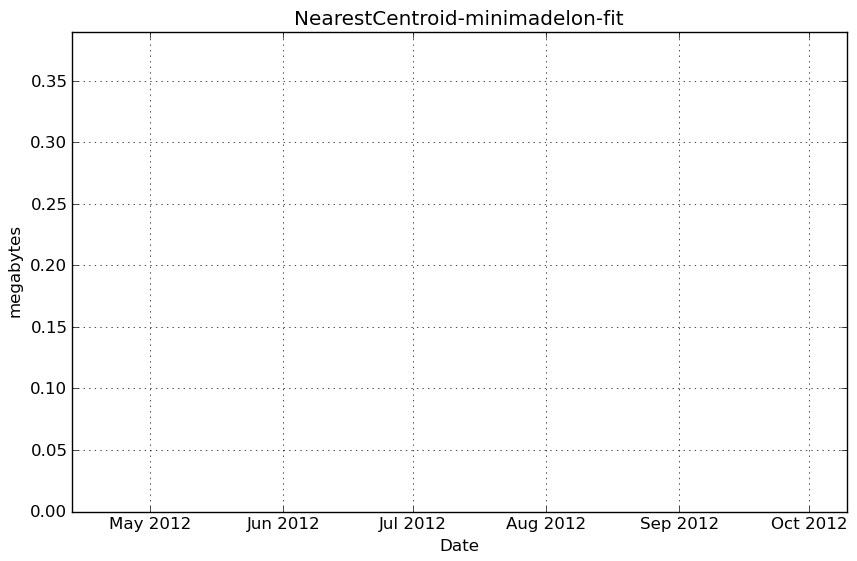 NearestCentroid-minimadelon-fit
0.35
0.30
0.25
0.20
0.15
0.10
0.05
0.00
megabytes
May 2012 Jun 2012 Jul 2012 Aug 2012 Sep 2012 Oct 2012
Date